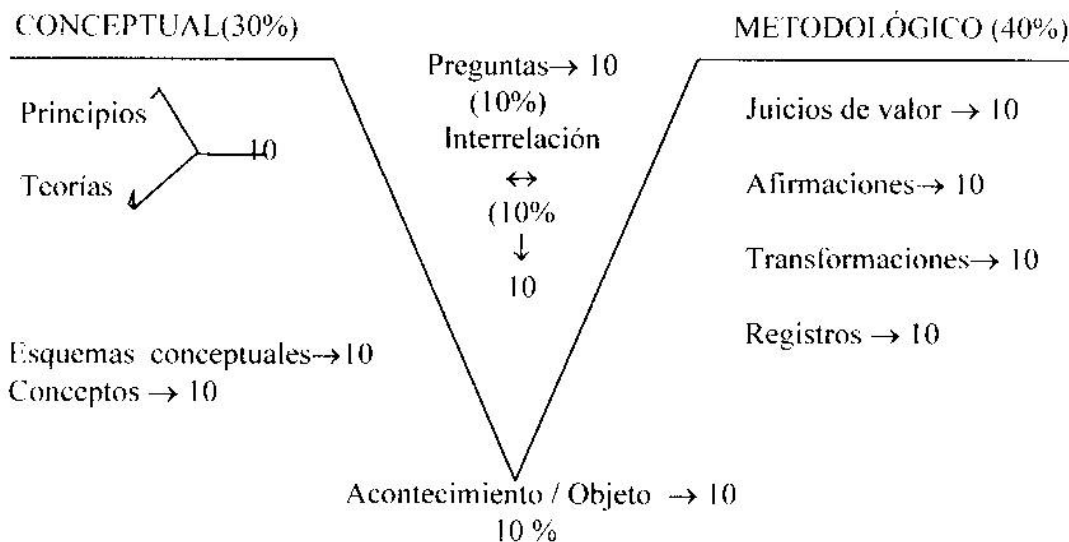 CONCEPTUAL(30%)
Principios
Teorías
10
Esquemas conceptuales→10
Conceptos → 10
Preguntas→ 10
(10%)
Interrelación
↔
(10%
↓
10
METODOLÓGICO (40%)
Juicios de valor → 10
Afirmaciones→ 10
Transformaciones→ 10
Registros → 10
Acontecimiento / Objeto → 10
10 %